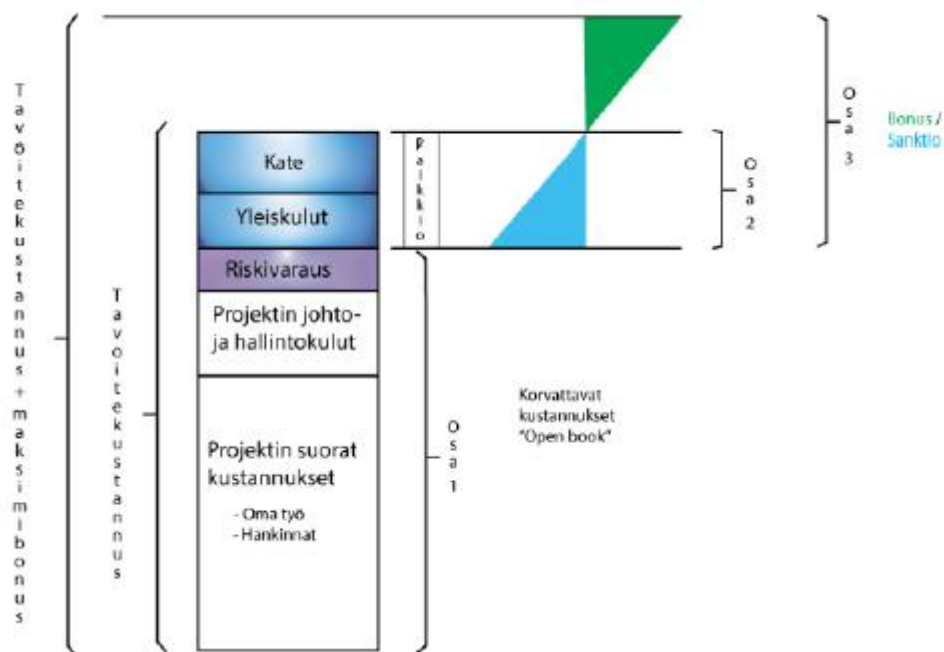 Tavoitekustannus + maksimibonus
Tavoitekustannus
Kate
Yleiskulut
Riskivaraus
Projektin johto-
ja hallintokulut
Projektin suorat
kustannukset
- Oma työ
- Hankinnat
Palkkio
Osa 1
Osa 2
Osa 3
Bonus /
Sanktio
Korvattavat
kustannukset
"Open book"